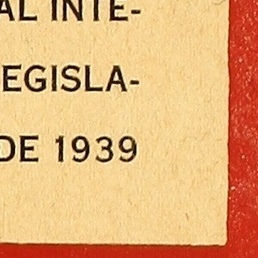 AL INTE-
EGISLA-
DE 1939